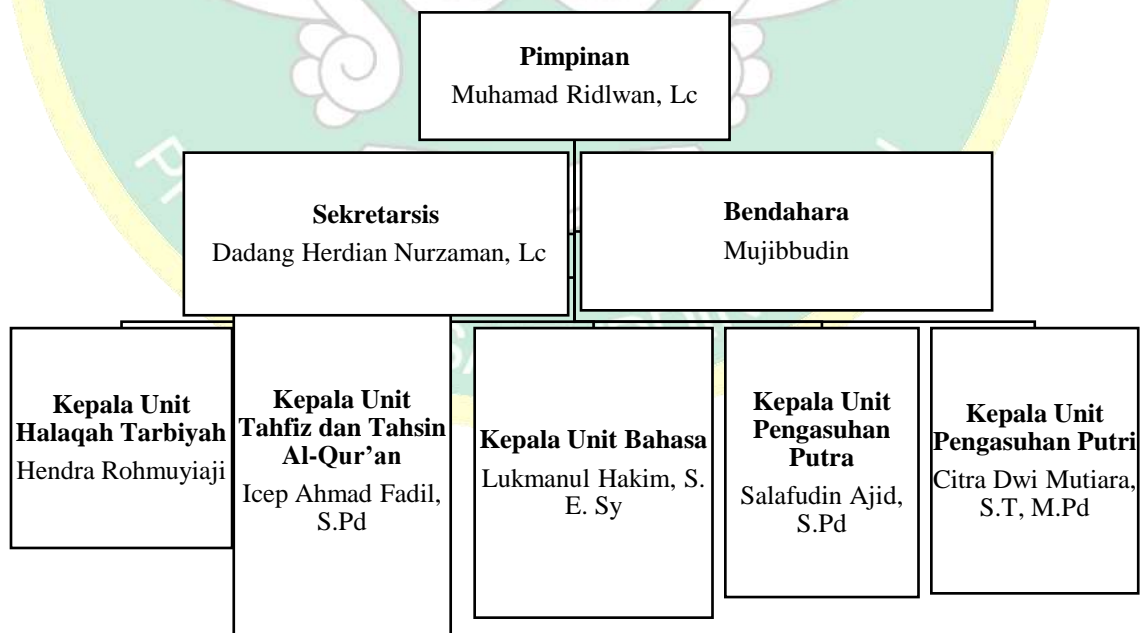 Pimpinan
Muhamad Ridlwan, Lc
Sekretarsis
Dadang Herdian Nurzaman, Lc
Bendahara
Mujibbudin
Kepala Unit
Halaqah Tarbiyah
Hendra Rohmuyiaji
Kepala Unit
Tahfiz dan Tahsin
Al-Qur’an
Icep Ahmad Fadil,
S.Pd
Kepala Unit Bahasa
Lukmanul Hakim, S.
E. Sy
Kepala Unit
Pengasuhan
Putra
Salafudin Ajid,
S.Pd
Kepala Unit
Pengasuhan Putri
Citra Dwi Mutiara,
S.T, M.Pd